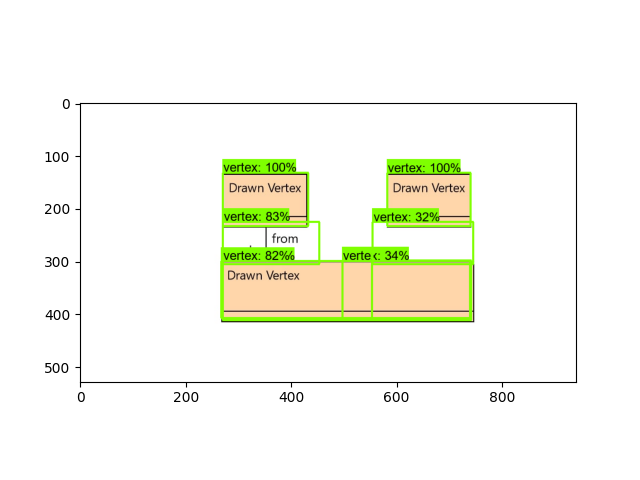 0
100
200
300
400
500
vertex: 100%
vertex: 100%
Drawn Vertex
Drawn Vertex
vertex: 83%
vertex: 32%
from
vertex: 82%
vertex: 34%
Drawn Vertex
0
200
400
600
800